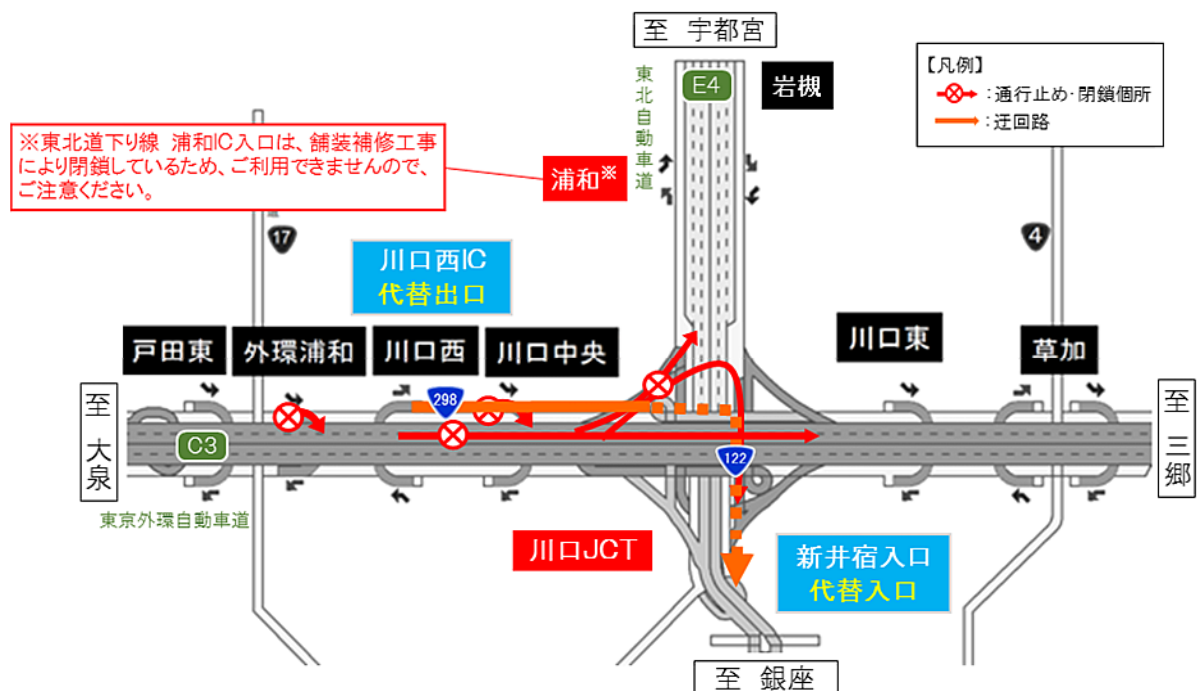 至 宇都宮
E4
東北自動車道
岩槻
【凡例】
：通行止め・閉鎖個所
：迂回路
※東北道下り線 浦和IC入口は、舗装補修工事
により閉鎖しているため、ご利用できませんので、
ご注意ください。
浦和※
17
4
川口西IC
代替出口
戸田東
外環浦和
川口西
川口中央
川口東
草加
298
至 大泉
C3
至 三郷
122
東京外環自動車道
川口JCT
新井宿入口
代替入口
至 銀座